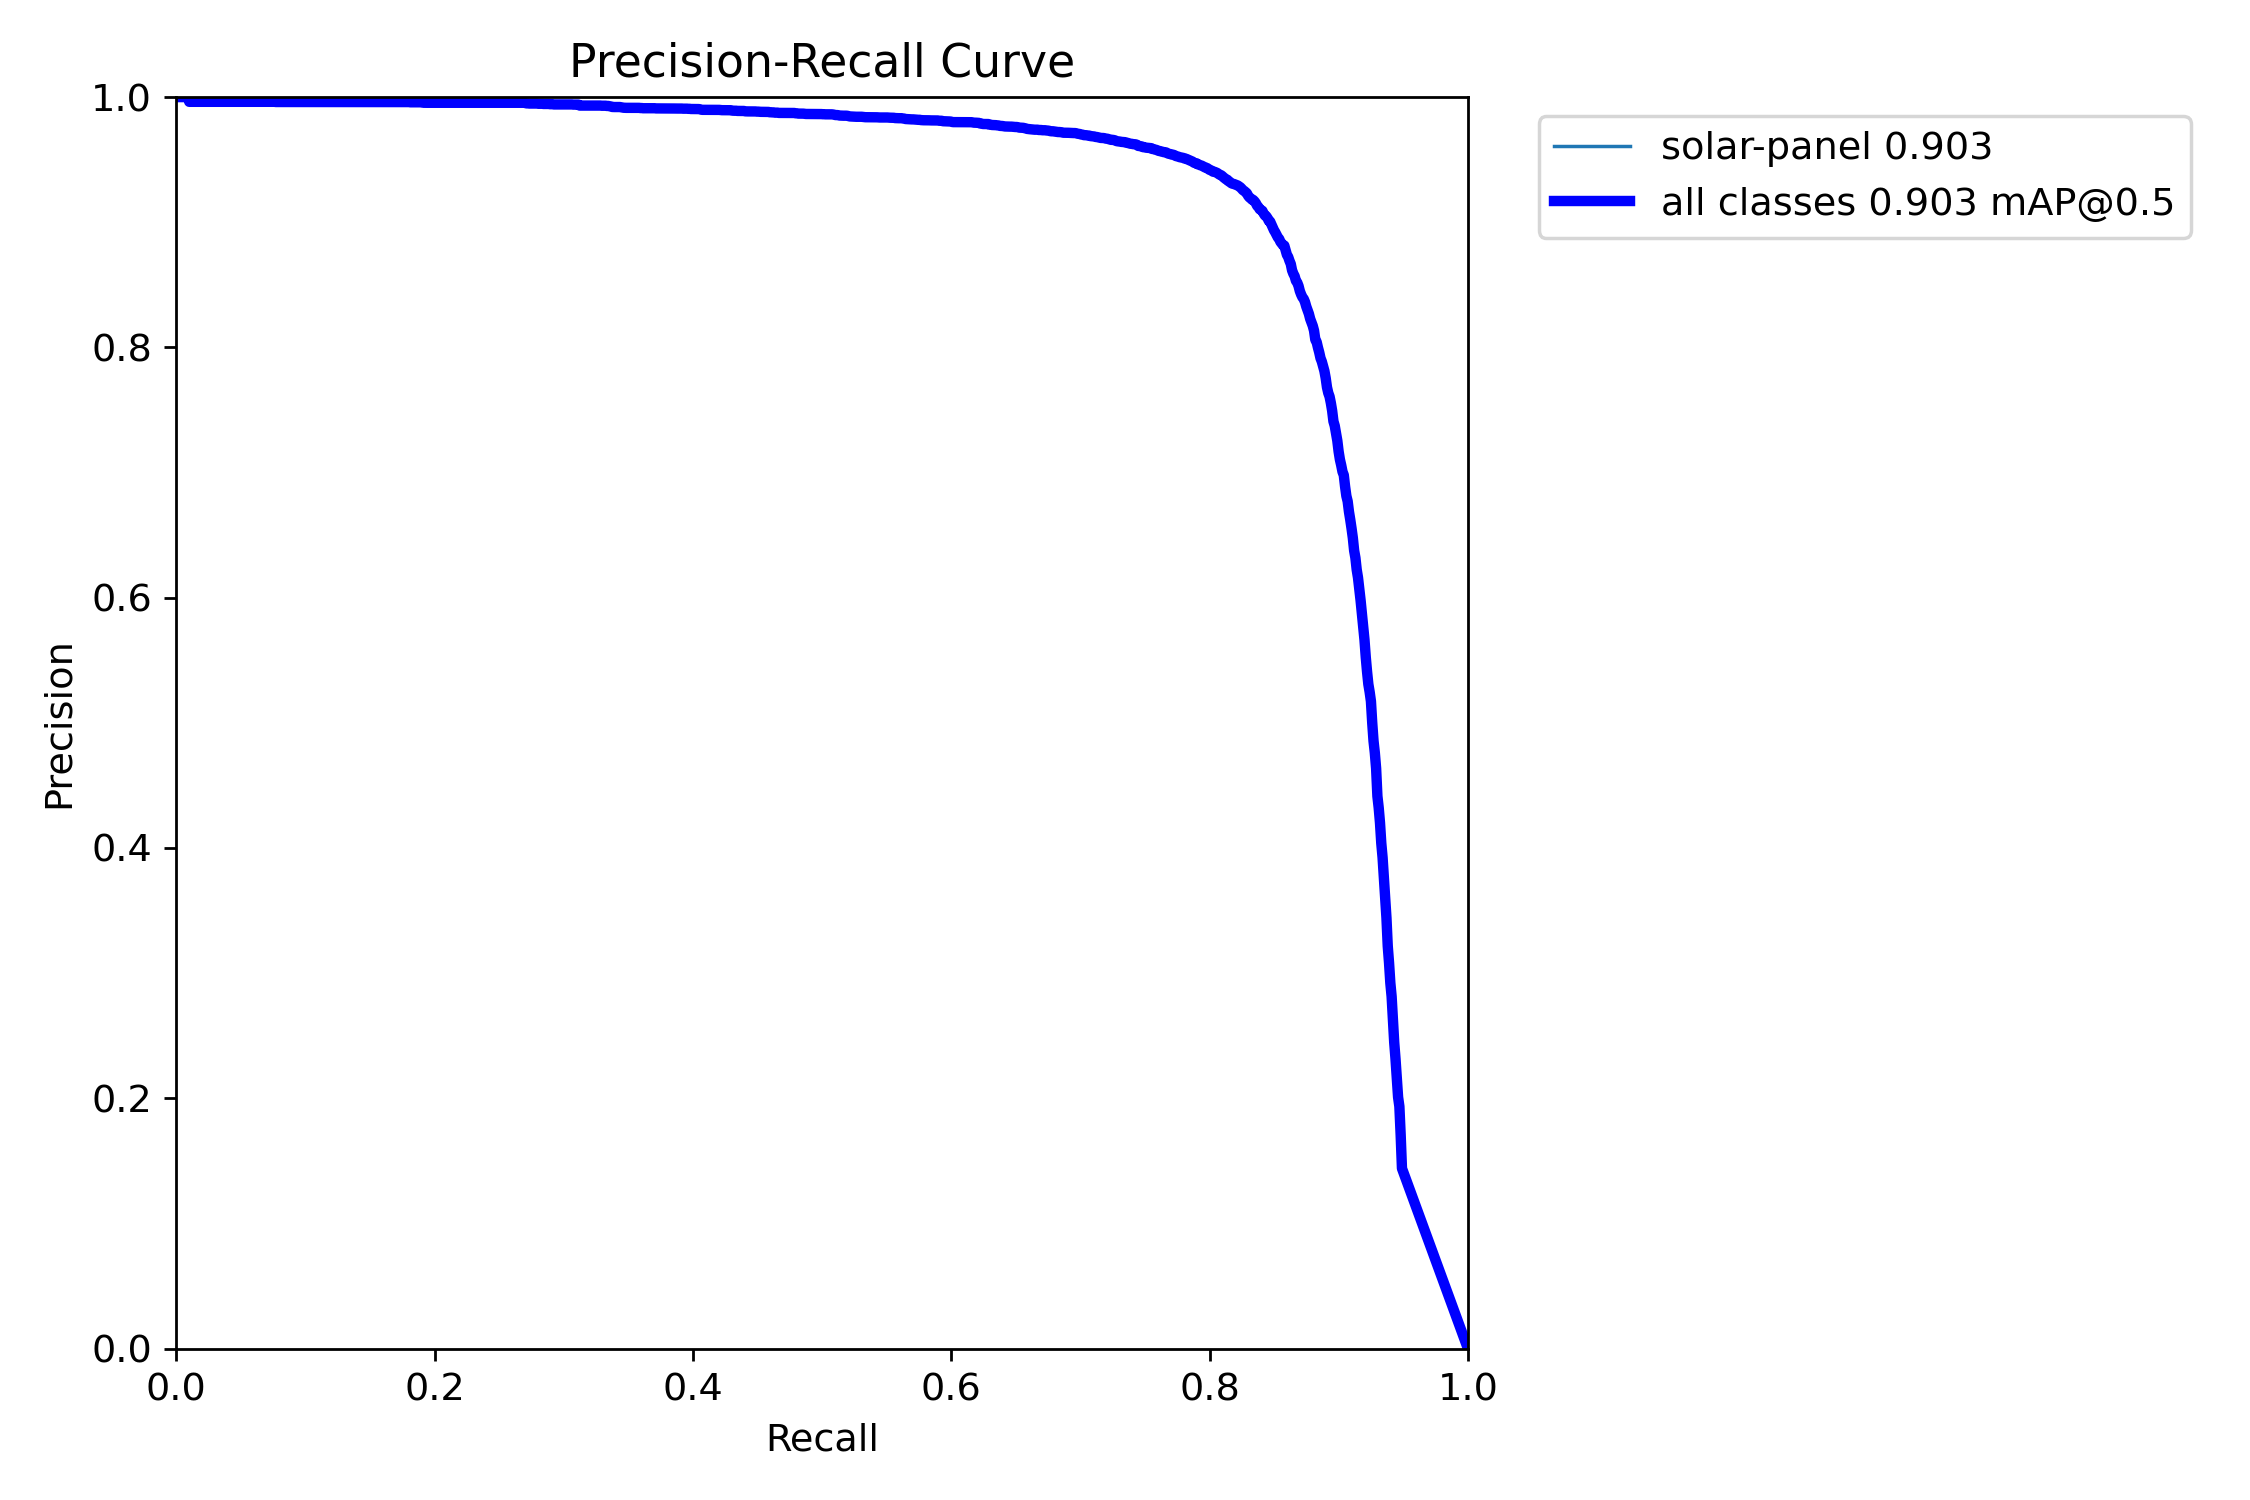 Precision-Recall Curve
solar-panel 0.903
all classes 0.903 mAP@0.5
1.0
0.8
0.6
0.4
0.2
0.0
Precision
0.0 0.2 0.4 0.6 0.8 1.0
Recall